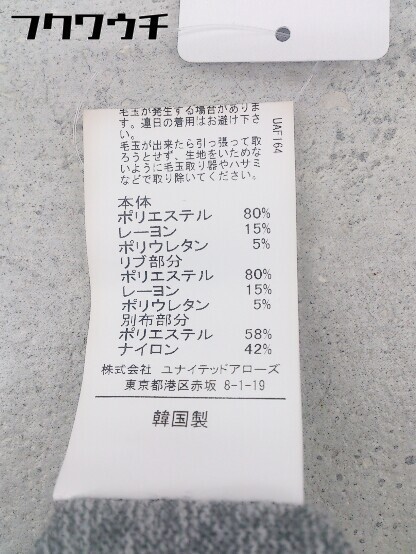 フクワウチ
毛玉が発生する場合がありま
す。連日の着用はお避け下さ
い。
毛玉が出来たら引っ張って取
ろうとせず、生地をいためな
いように毛玉取り器やハサミ
などで取り除いてください。
UAF164
本体
ポリエステル 80%
レーヨン 15%
ポリウレタン 5%
リブ部分
ポリエステル 80%
レーヨン 15%
ポリウレタン 5%
別布部分
ポリエステル 58%
ナイロン 42%
株式会社 ユナイテッドアローズ
東京都港区赤坂 8-1-19
韓国製